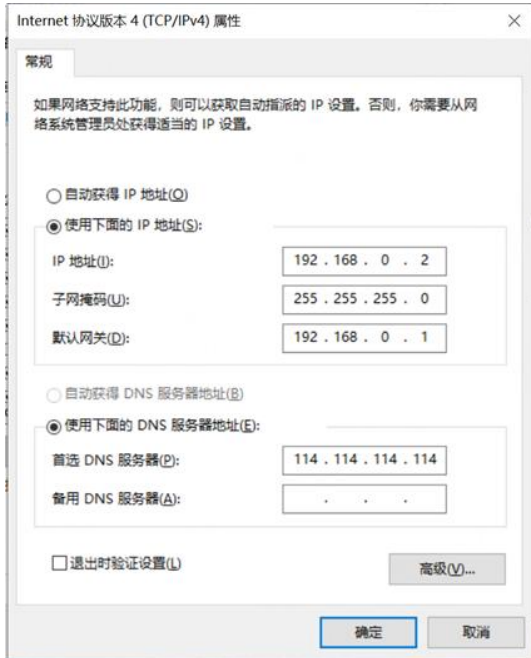 Internet 协议版本 4 (TCP/IPv4) 属性
常规
如果网络支持此功能，则可以获取自动指派的 IP 设置。否则，你需要从网
络系统管理员处获得适当的 IP 设置。
自动获得 IP 地址(O)
使用下面的 IP 地址(S):
IP 地址(I): 192 . 168 . 0 . 2
子网掩码(U): 255 . 255 . 255 . 0
默认网关(D): 192 . 168 . 0 . 1
自动获得 DNS 服务器地址(B)
使用下面的 DNS 服务器地址(E):
首选 DNS 服务器(P): 114 . 114 . 114 . 114
备用 DNS 服务器(A): . . .
退出时验证设置(L)
高级(V)...
确定 取消